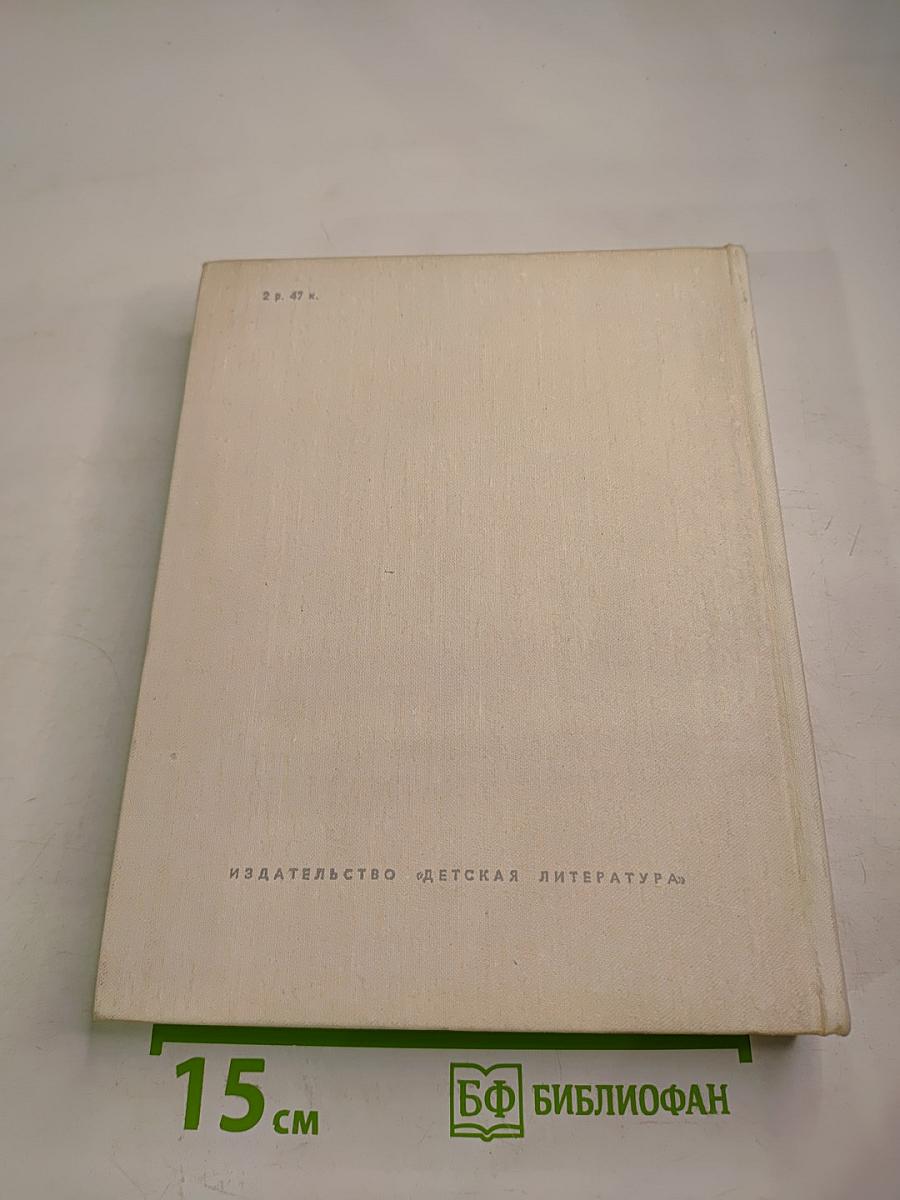 2 р. 47 к.
ИЗДАТЕЛЬСТВО «ДЕТСКАЯ ЛИТЕРАТУРА»
15 см
БФ БИБЛИОФАН